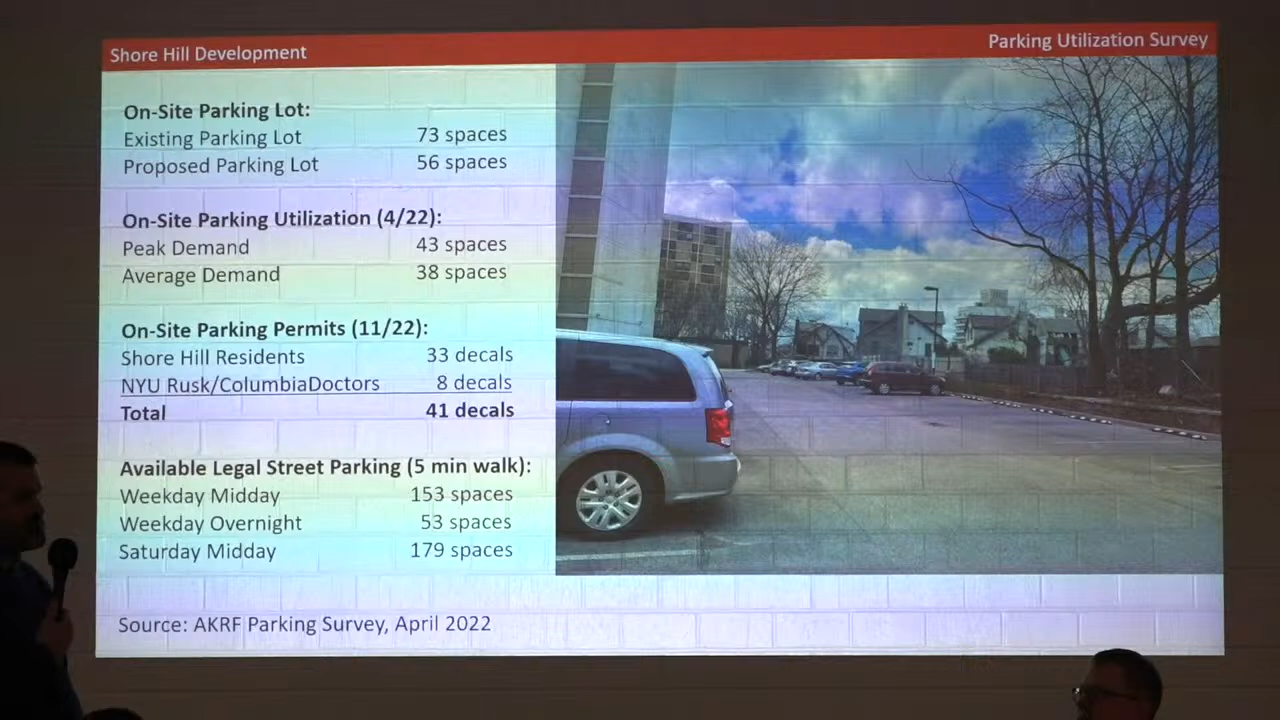 Shore Hill Development
Parking Utilization Survey
On-Site Parking Lot:
Existing Parking Lot 73 spaces
Proposed Parking Lot 56 spaces
On-Site Parking Utilization (4/22):
Peak Demand 43 spaces
Average Demand 38 spaces
On-Site Parking Permits (11/22):
Shore Hill Residents 33 decals
NYU Rusk/ColumbiaDoctors 8 decals
Total 41 decals
Available Legal Street Parking (5 min walk):
Weekday Midday 153 spaces
Weekday Overnight 53 spaces
Saturday Midday 179 spaces
Source: AKRF Parking Survey, April 2022